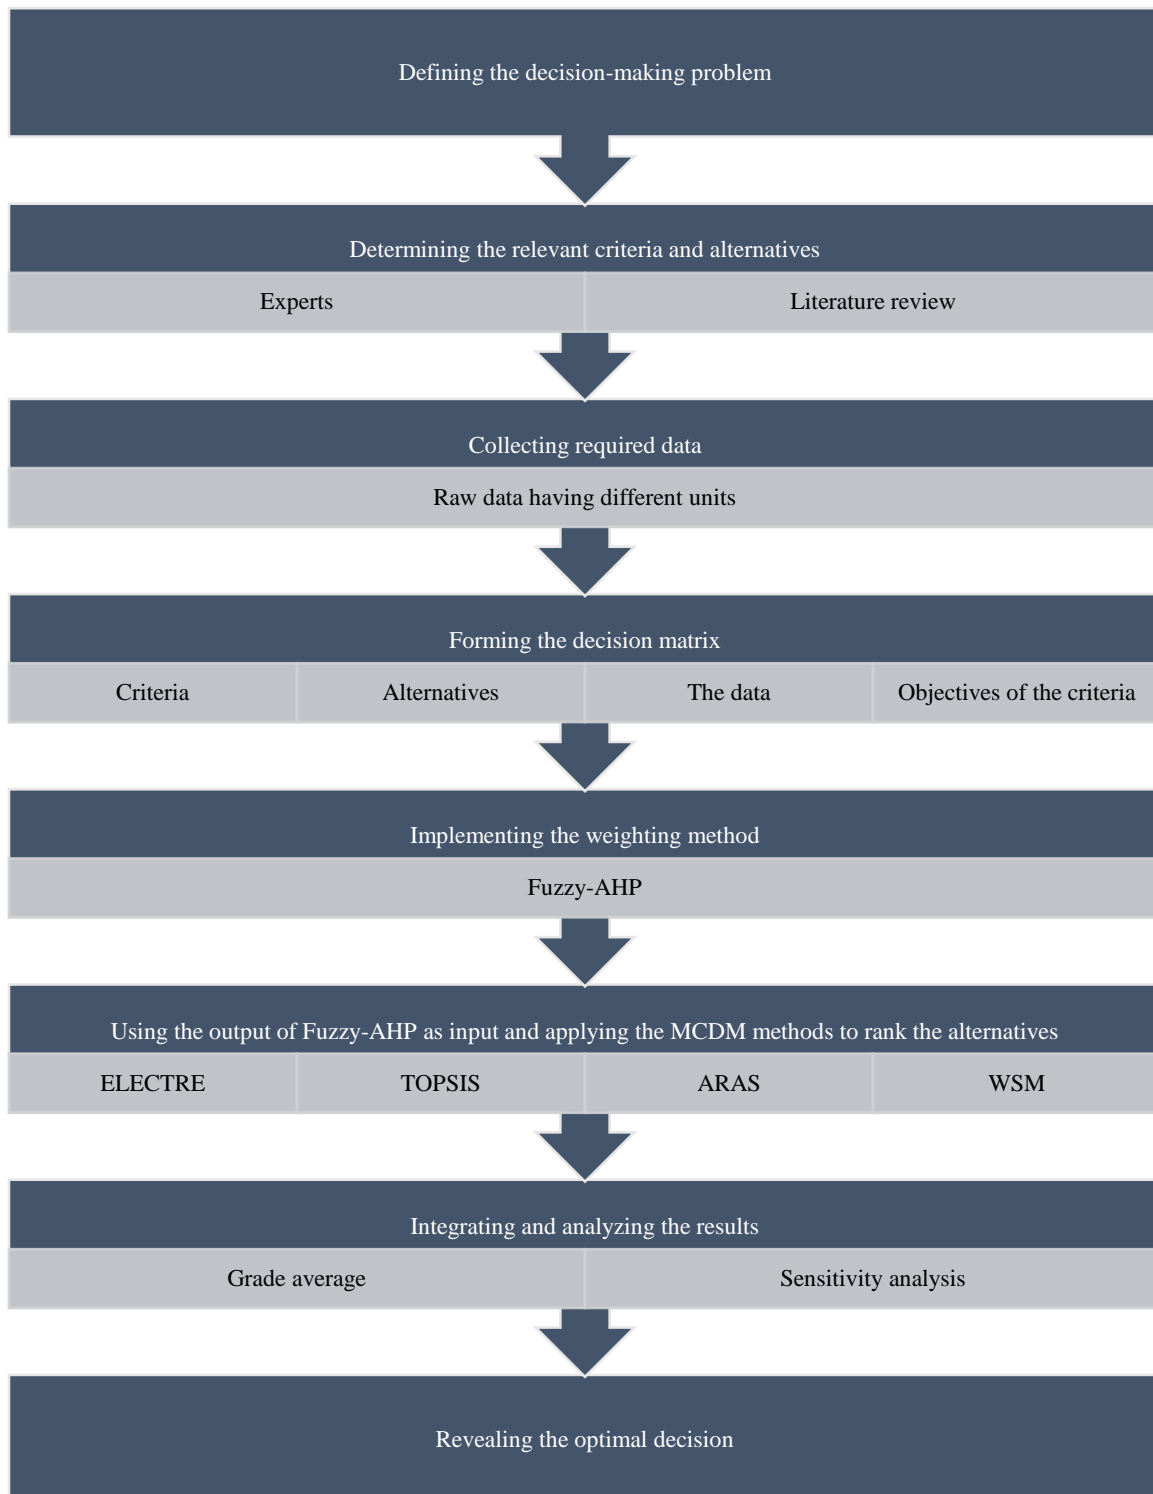 Defining the decision-making problem
Determining the relevant criteria and alternatives
Experts
Literature review
Collecting required data
Raw data having different units
Forming the decision matrix
Criteria
Alternatives
The data
Objectives of the criteria
Implementing the weighting method
Fuzzy-AHP
Using the output of Fuzzy-AHP as input and applying the MCDM methods to rank the alternatives
ELECTRE
TOPSIS
ARAS
WSM
Integrating and analyzing the results
Grade average
Sensitivity analysis
Revealing the optimal decision